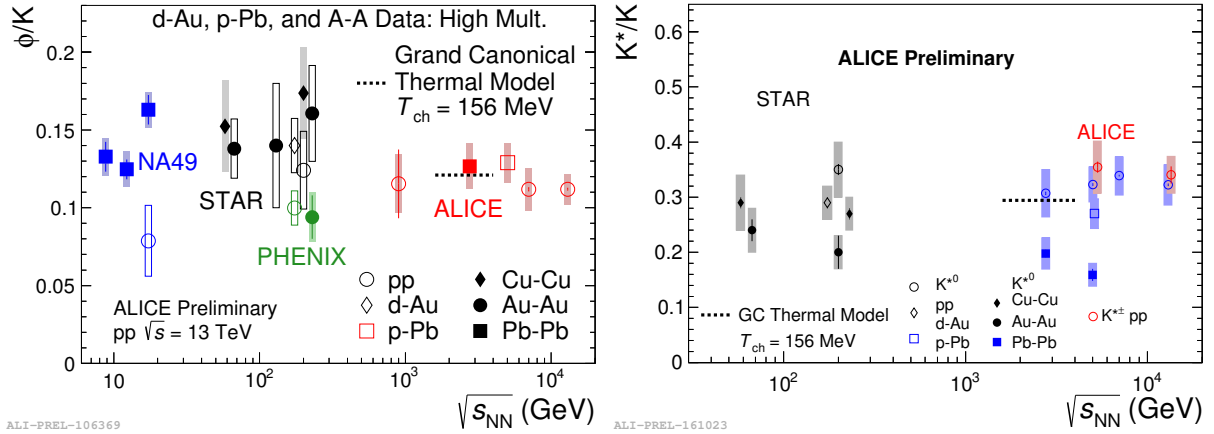 d-Au, p-Pb, and A-A Data: High Mult.
ϕ/K
0.2
0.15
0.1
0.05
0
Grand Canonical
Thermal Model
T_ch = 156 MeV
NA49
STAR
ALICE
PHENIX
pp
d-Au
p-Pb
Cu-Cu
Au-Au
Pb-Pb
ALICE Preliminary
pp √s = 13 TeV
10
10²
10³
10⁴
√s_NN (GeV)
ALI-PREL-106369
K*/K
0.6
0.5
0.4
0.3
0.2
0.1
0
ALICE Preliminary
STAR
ALICE
K*⁰
pp
d-Au
p-Pb
K*⁰
Cu-Cu
Au-Au
Pb-Pb
K*± pp
GC Thermal Model
T_ch = 156 MeV
10²
10³
10⁴
√s_NN (GeV)
ALI-PREL-161023